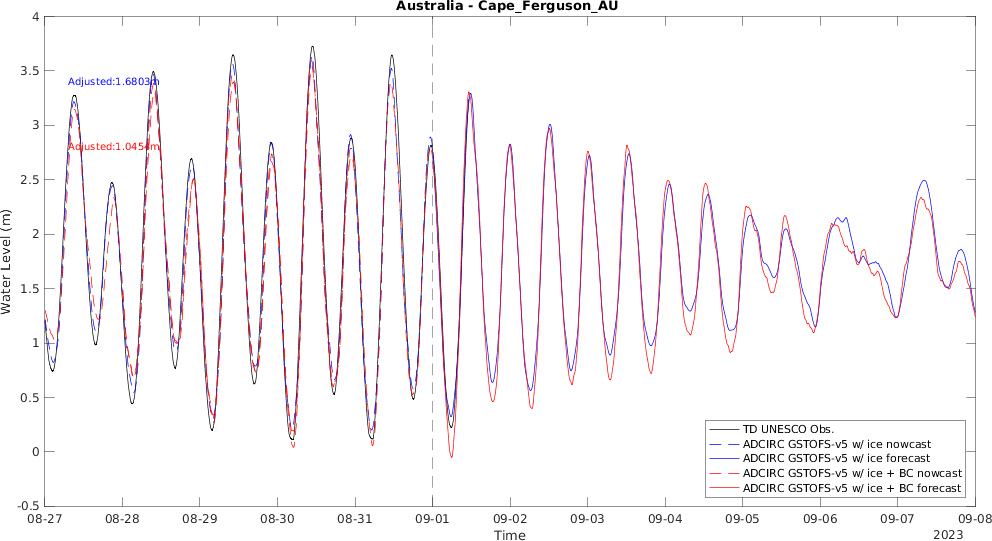 Australia - Cape_Ferguson_AU
4
3.5
3
2.5
2
1.5
1
0.5
0
-0.5
Water Level (m)
Adjusted:1.6803m
Adjusted:1.0454m
TD UNESCO Obs.
ADCIRC GSTOFS-v5 w/ ice nowcast
ADCIRC GSTOFS-v5 w/ ice forecast
ADCIRC GSTOFS-v5 w/ ice + BC nowcast
ADCIRC GSTOFS-v5 w/ ice + BC forecast
08-27 08-28 08-29 08-30 08-31 09-01 09-02 09-03 09-04 09-05 09-06 09-07 09-08
Time
2023